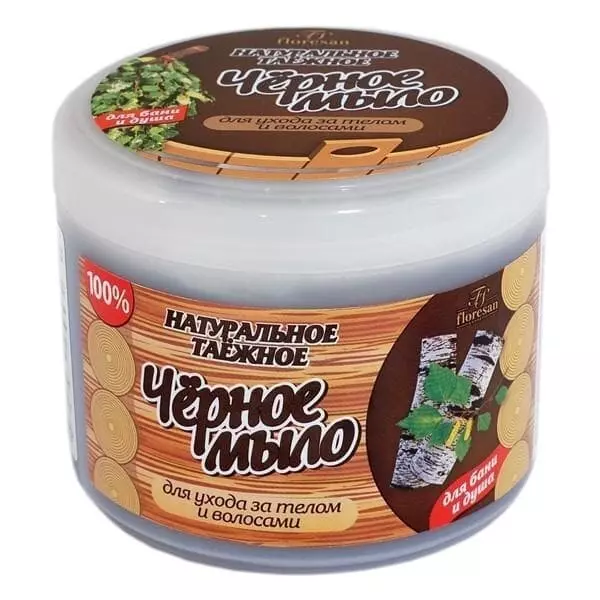 floresan
НАТУРАЛЬНОЕ
ТАЁЖНОЕ
Чёрное
мыло
для ухода за телом
и волосами
для бани
и душа
100%
НАТУРАЛЬНОЕ
ТАЁЖНОЕ
Чёрное
мыло
для ухода за телом
и волосами
floresan
для бани
и душа